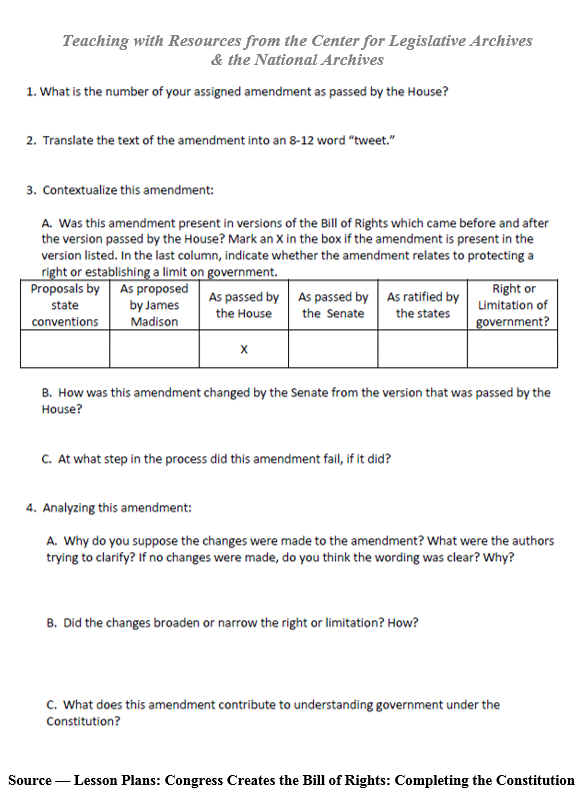 Teaching with Resources from the Center for Legislative Archives
& the National Archives
1. What is the number of your assigned amendment as passed by the House?
2. Translate the text of the amendment into an 8-12 word “tweet.”
3. Contextualize this amendment:
A. Was this amendment present in versions of the Bill of Rights which came before and after
the version passed by the House? Mark an X in the box if the amendment is present in the
version listed. In the last column, indicate whether the amendment relates to protecting a
right or establishing a limit on government.
Proposals by
state
conventions
As proposed
by James
Madison
As passed by
the House
As passed by
the Senate
As ratified by
the states
Right or
Limitation of
government?
X
B. How was this amendment changed by the Senate from the version that was passed by the
House?
C. At what step in the process did this amendment fail, if it did?
4. Analyzing this amendment:
A. Why do you suppose the changes were made to the amendment? What were the authors
trying to clarify? If no changes were made, do you think the wording was clear? Why?
B. Did the changes broaden or narrow the right or limitation? How?
C. What does this amendment contribute to understanding government under the
Constitution?
Source — Lesson Plans: Congress Creates the Bill of Rights: Completing the Constitution